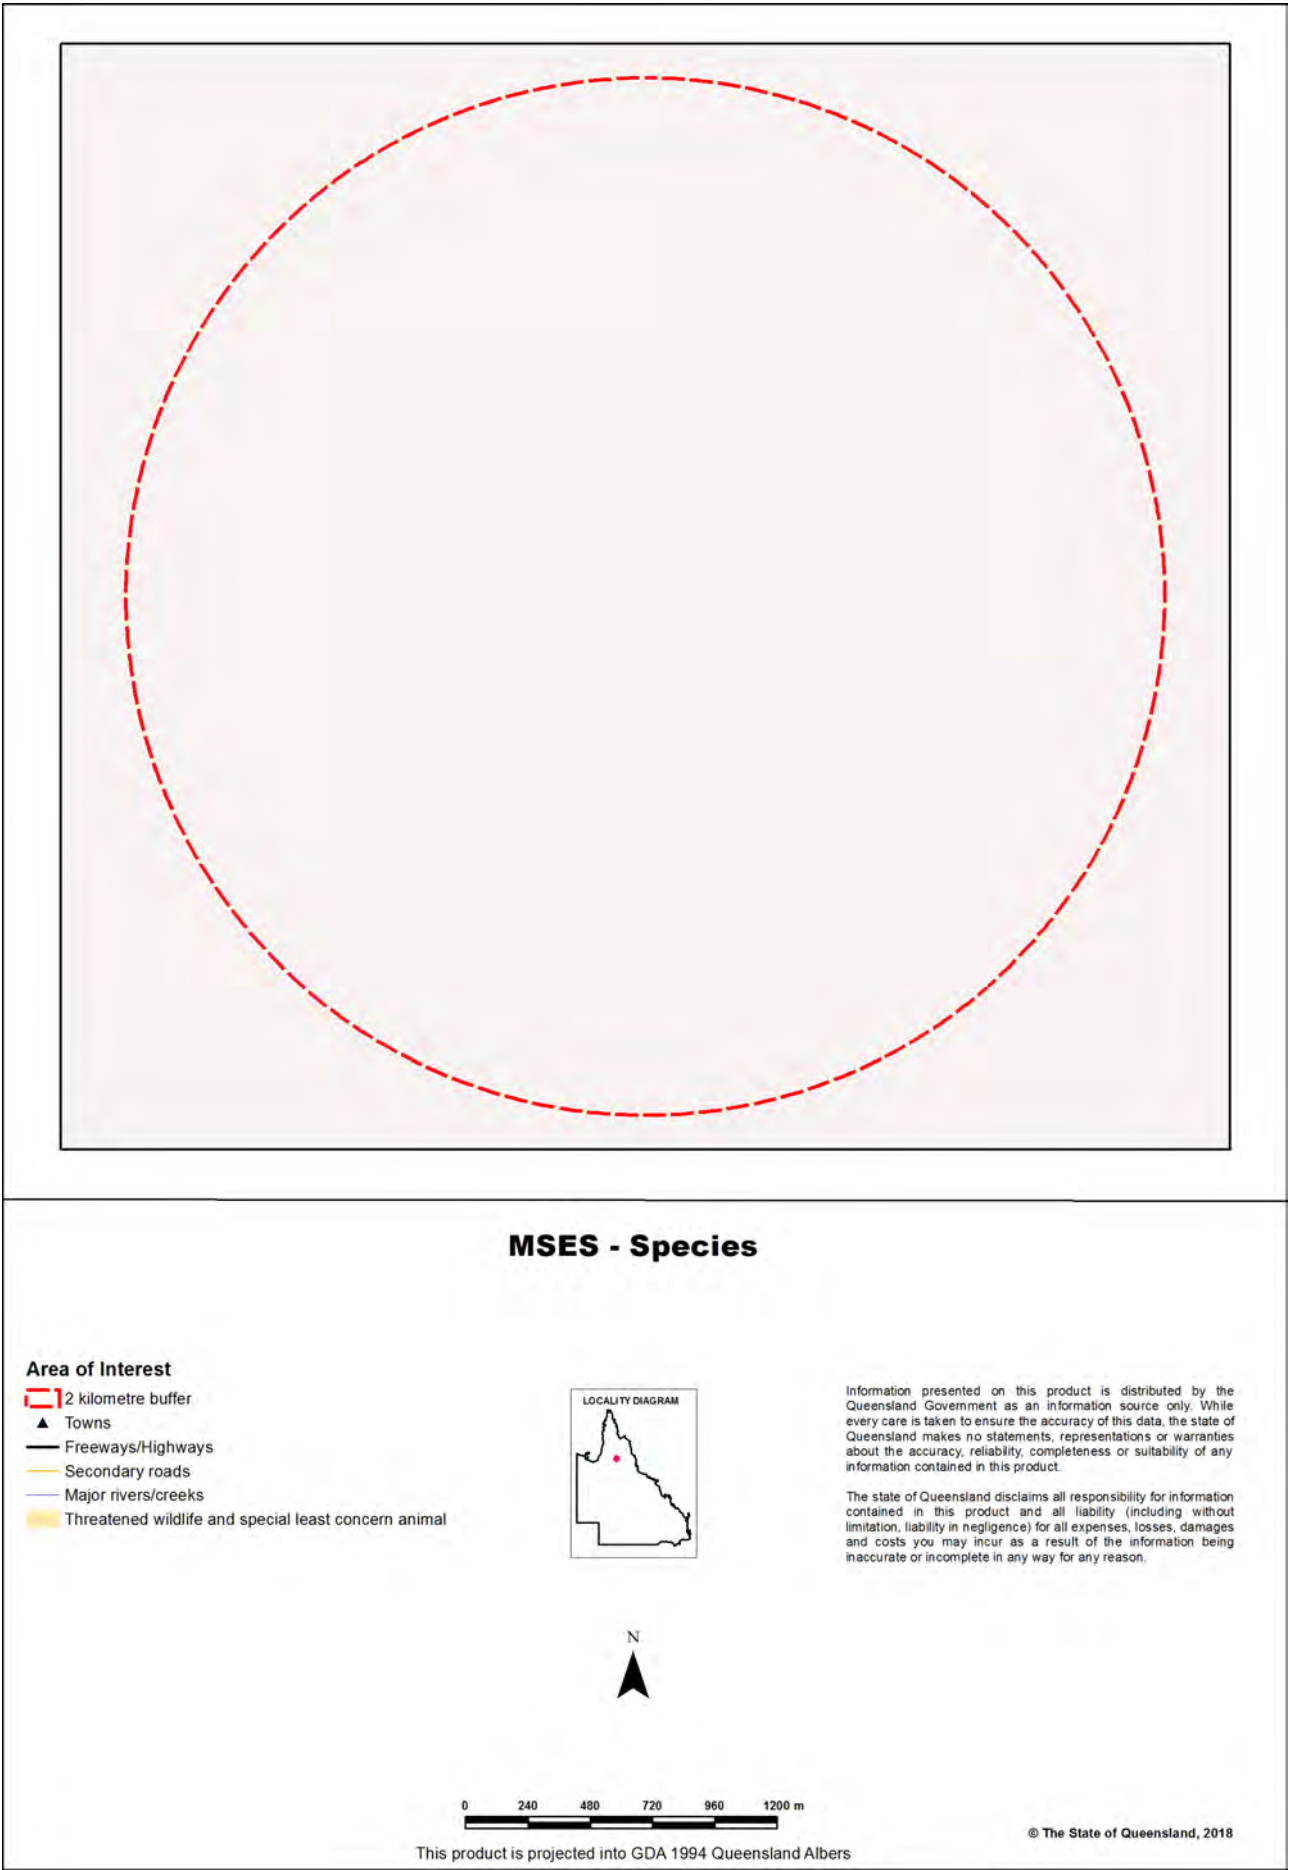 MSES - Species
Area of Interest
2 kilometre buffer
Towns
Freeways/Highways
Secondary roads
Major rivers/creeks
Threatened wildlife and special least concern animal
LOCALITY DIAGRAM
Information presented on this product is distributed by the
Queensland Government as an information source only. While
every care is taken to ensure the accuracy of this data, the state of
Queensland makes no statements, representations or warranties
about the accuracy, reliability, completeness or suitability of any
information contained in this product.
The state of Queensland disclaims all responsibility for information
contained in this product and all liability (including without
limitation, liability in negligence) for all expenses, losses, damages
and costs you may incur as a result of the information being
inaccurate or incomplete in any way for any reason.
N
0 240 480 720 960 1200 m
This product is projected into GDA 1994 Queensland Albers
© The State of Queensland, 2018